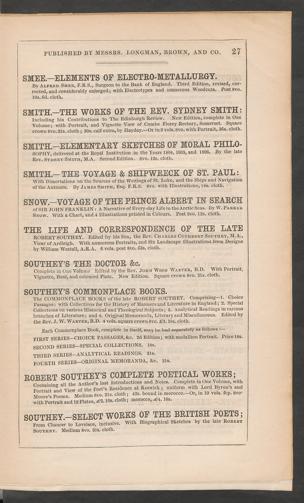 PUBLISHED BY MESSRS. LONGMAN, BROWN, AND CO. 27
SMEE.—ELEMENTS OF ELECTRO-METALLURGY.
By ALFRED SMEE, F.R.S., Surgeon to the Bank of England. Third Edition, revised, cor-
rected, and considerably enlarged; with Electrotypes and numerous Woodcuts. Post 8vo.
10s. 6d. cloth.
SMITH.—THE WORKS OF THE REV. SYDNEY SMITH:
Including his Contributions to The Edinburgh Review. New Edition, complete in One
Volume; with Portrait, and Vignette View of Combe Florey Rectory, Somerset. Square
crown 8vo. 21s. cloth; 30s. calf extra, by Hayday.—Or in 3 vols. 8vo. with Portrait, 36s. cloth.
SMITH.—ELEMENTARY SKETCHES OF MORAL PHILO-
SOPHY, delivered at the Royal Institution in the Years 1804, 1805, and 1806. By the late
Rev. SYDNEY SMITH, M.A. Second Edition. 8vo. 12s. cloth.
SMITH.—THE VOYAGE & SHIPWRECK OF ST. PAUL:
With Dissertations on the Sources of the Writings of St. Luke, and the Ships and Navigation
of the Antients. By JAMES SMITH, Esq. F.R.S. 8vo. with Illustrations, 14s. cloth.
SNOW.—VOYAGE OF THE PRINCE ALBERT IN SEARCH
of SIR JOHN FRANKLIN: A Narrative of Every-day Life in the Arctic Seas. By W. PARKER
SNOW. With a Chart, and 4 Illustrations printed in Colours. Post 8vo. 12s. cloth.
THE LIFE AND CORRESPONDENCE OF THE LATE
ROBERT SOUTHEY. Edited by his Son, the Rev. CHARLES CUTHBERT SOUTHEY, M.A.
Vicar of Ardleigh. With numerous Portraits, and Six Landscape Illustrations from Designs
by William Westall, A.R.A. 6 vols. post 8vo. 63s. cloth.
SOUTHEY'S THE DOCTOR &c.
Complete in One Volume Edited by the Rev. JOHN WOOD WARTER, B.D. With Portrait,
Vignette, Bust, and coloured Plate. New Edition. Square crown 8vo. 21s. cloth.
SOUTHEY'S COMMONPLACE BOOKS.
The COMMONPLACE BOOKS of the late ROBERT SOUTHEY. Comprising—1. Choice
Passages: with Collections for the History of Manners and Literature in England; 2. Special
Collections on various Historical and Theological Subjects; 3. Analytical Readings in various
branches of Literature; and 4. Original Memoranda, Literary and Miscellaneous. Edited by
the Rev. J. W. WARTER, B.D. 4 vols. square crown 8vo. £3. 18s. cloth.
Each Commonplace Book, complete in itself, may be had separately as follows:—
FIRST SERIES—CHOICE PASSAGES, &c. 2d Edition; with medallion Portrait. Price 18s.
SECOND SERIES—SPECIAL COLLECTIONS. 18s.
THIRD SERIES—ANALYTICAL READINGS. 21s.
FOURTH SERIES—ORIGINAL MEMORANDA, &c. 21s.
ROBERT SOUTHEY'S COMPLETE POETICAL WORKS;
Containing all the Author's last Introductions and Notes. Complete in One Volume, with
Portrait and View of the Poet's Residence at Keswick; uniform with Lord Byron's and
Moore's Poems. Medium 8vo. 21s. cloth; 42s. bound in morocco.—Or, in 10 vols. fcp. 8vo.
with Portrait and 19 Plates, £2. 10s. cloth; morocco, £4. 10s.
SOUTHEY.—SELECT WORKS OF THE BRITISH POETS;
From Chaucer to Lovelace, inclusive. With Biographical Sketches by the late ROBERT
SOUTHEY. Medium 8vo. 30s. cloth.